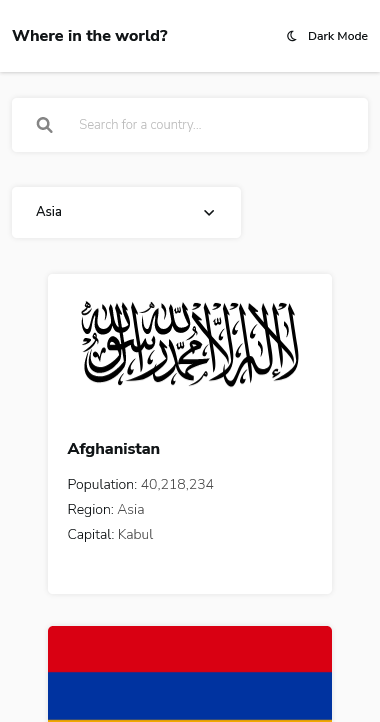 Where in the world?
Dark Mode
Search for a country...
Asia
لا إله إلا الله محمد رسول الله
Afghanistan
Population: 40,218,234
Region: Asia
Capital: Kabul